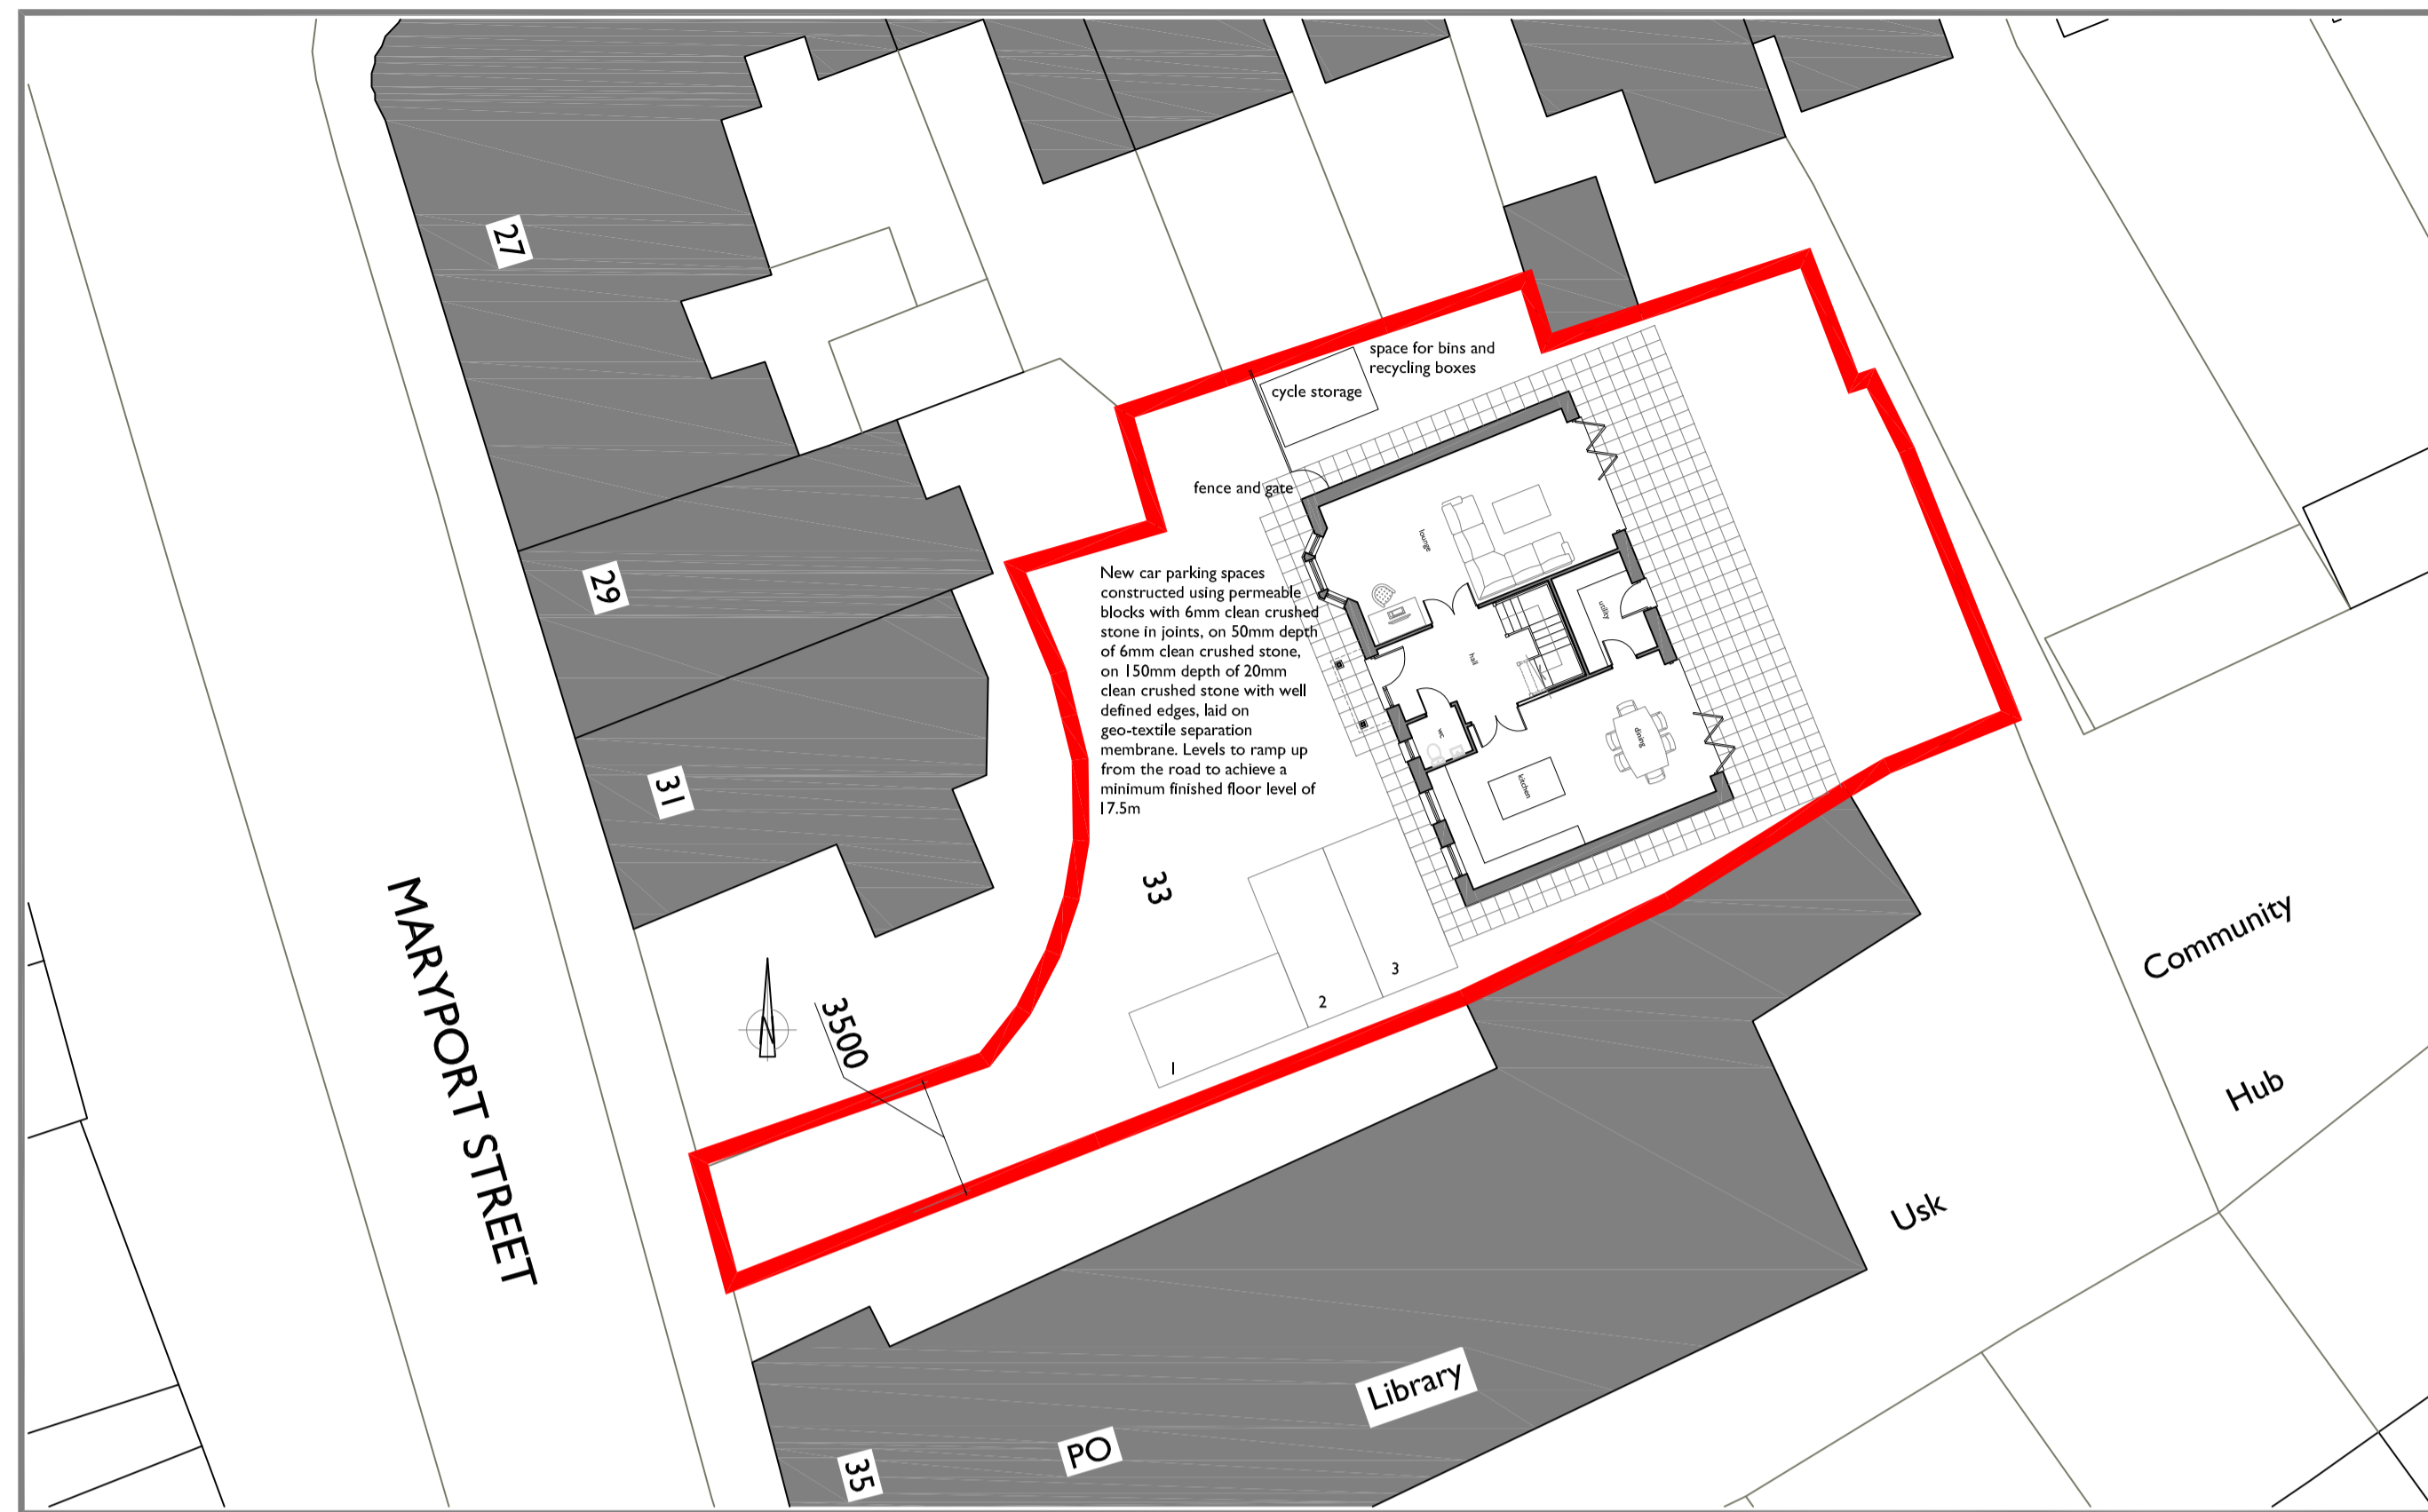 27
space for bins and
recycling boxes
cycle storage
fence and gate
29
New car parking spaces
constructed using permeable
blocks with 6mm clean crushed
stone in joints, on 50mm depth
of 6mm clean crushed stone,
on 150mm depth of 20mm
clean crushed stone with well
defined edges, laid on
geo-textile separation
membrane. Levels to ramp up
from the road to achieve a
minimum finished floor level of
17.5m
lounge
utility
hall
wc
dining
kitchen
31
33
MARYPORT STREET
N
3500
1
2
3
Community
Hub
Usk
Library
PO
35